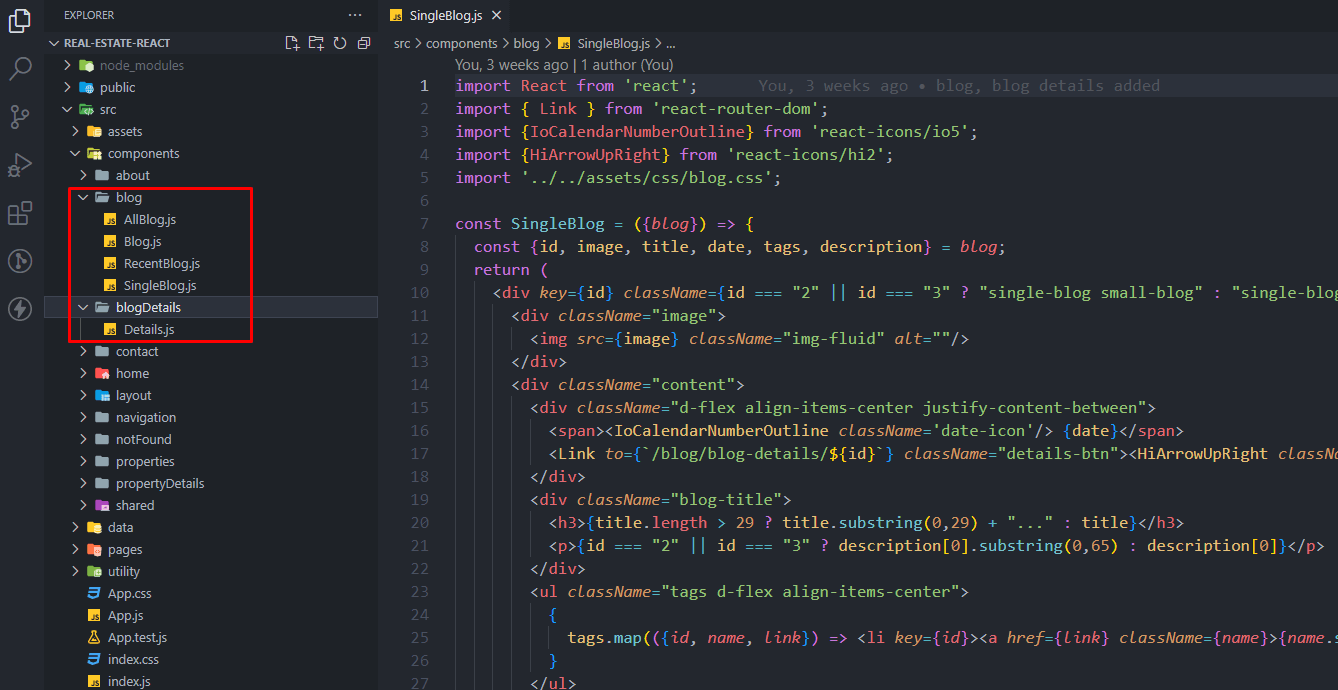 EXPLORER
REAL-ESTATE-REACT
node_modules
public
src
assets
components
about
blog
AllBlog.js
Blog.js
RecentBlog.js
SingleBlog.js
blogDetails
Details.js
contact
home
layout
navigation
notFound
properties
propertyDetails
shared
data
pages
utility
App.css
App.js
App.test.js
index.css
index.js
SingleBlog.js
src > components > blog > SingleBlog.js > ...
You, 3 weeks ago | 1 author (You)
1 import React from 'react'; You, 3 weeks ago • blog, blog details added
2 import { Link } from 'react-router-dom';
3 import {IoCalendarNumberOutline} from 'react-icons/io5';
4 import {HiArrowUpRight} from 'react-icons/hi2';
5 import '../../assets/css/blog.css';
6
7 const SingleBlog = ({blog}) => {
8 const {id, image, title, date, tags, description} = blog;
9 return (
10 <div key={id} className={id === "2" || id === "3" ? "single-blog small-blog" : "single-blog
11 <div className="image">
12 <img src={image} className="img-fluid" alt=""/>
13 </div>
14 <div className="content">
15 <div className="d-flex align-items-center justify-content-between">
16 <span><IoCalendarNumberOutline className='date-icon'/> {date}</span>
17 <Link to={`/blog/blog-details/${id}`} className="details-btn"><HiArrowUpRight classN
18 </div>
19 <div className="blog-title">
20 <h3>{title.length > 29 ? title.substring(0,29) + "..." : title}</h3>
21 <p>{id === "2" || id === "3" ? description[0].substring(0,65) : description[0]}</p>
22 </div>
23 <ul className="tags d-flex align-items-center">
24 {
25 tags.map(({id, name, link}) => <li key={id}><a href={link} className={name}>{name.s
26 }
27 </ul>